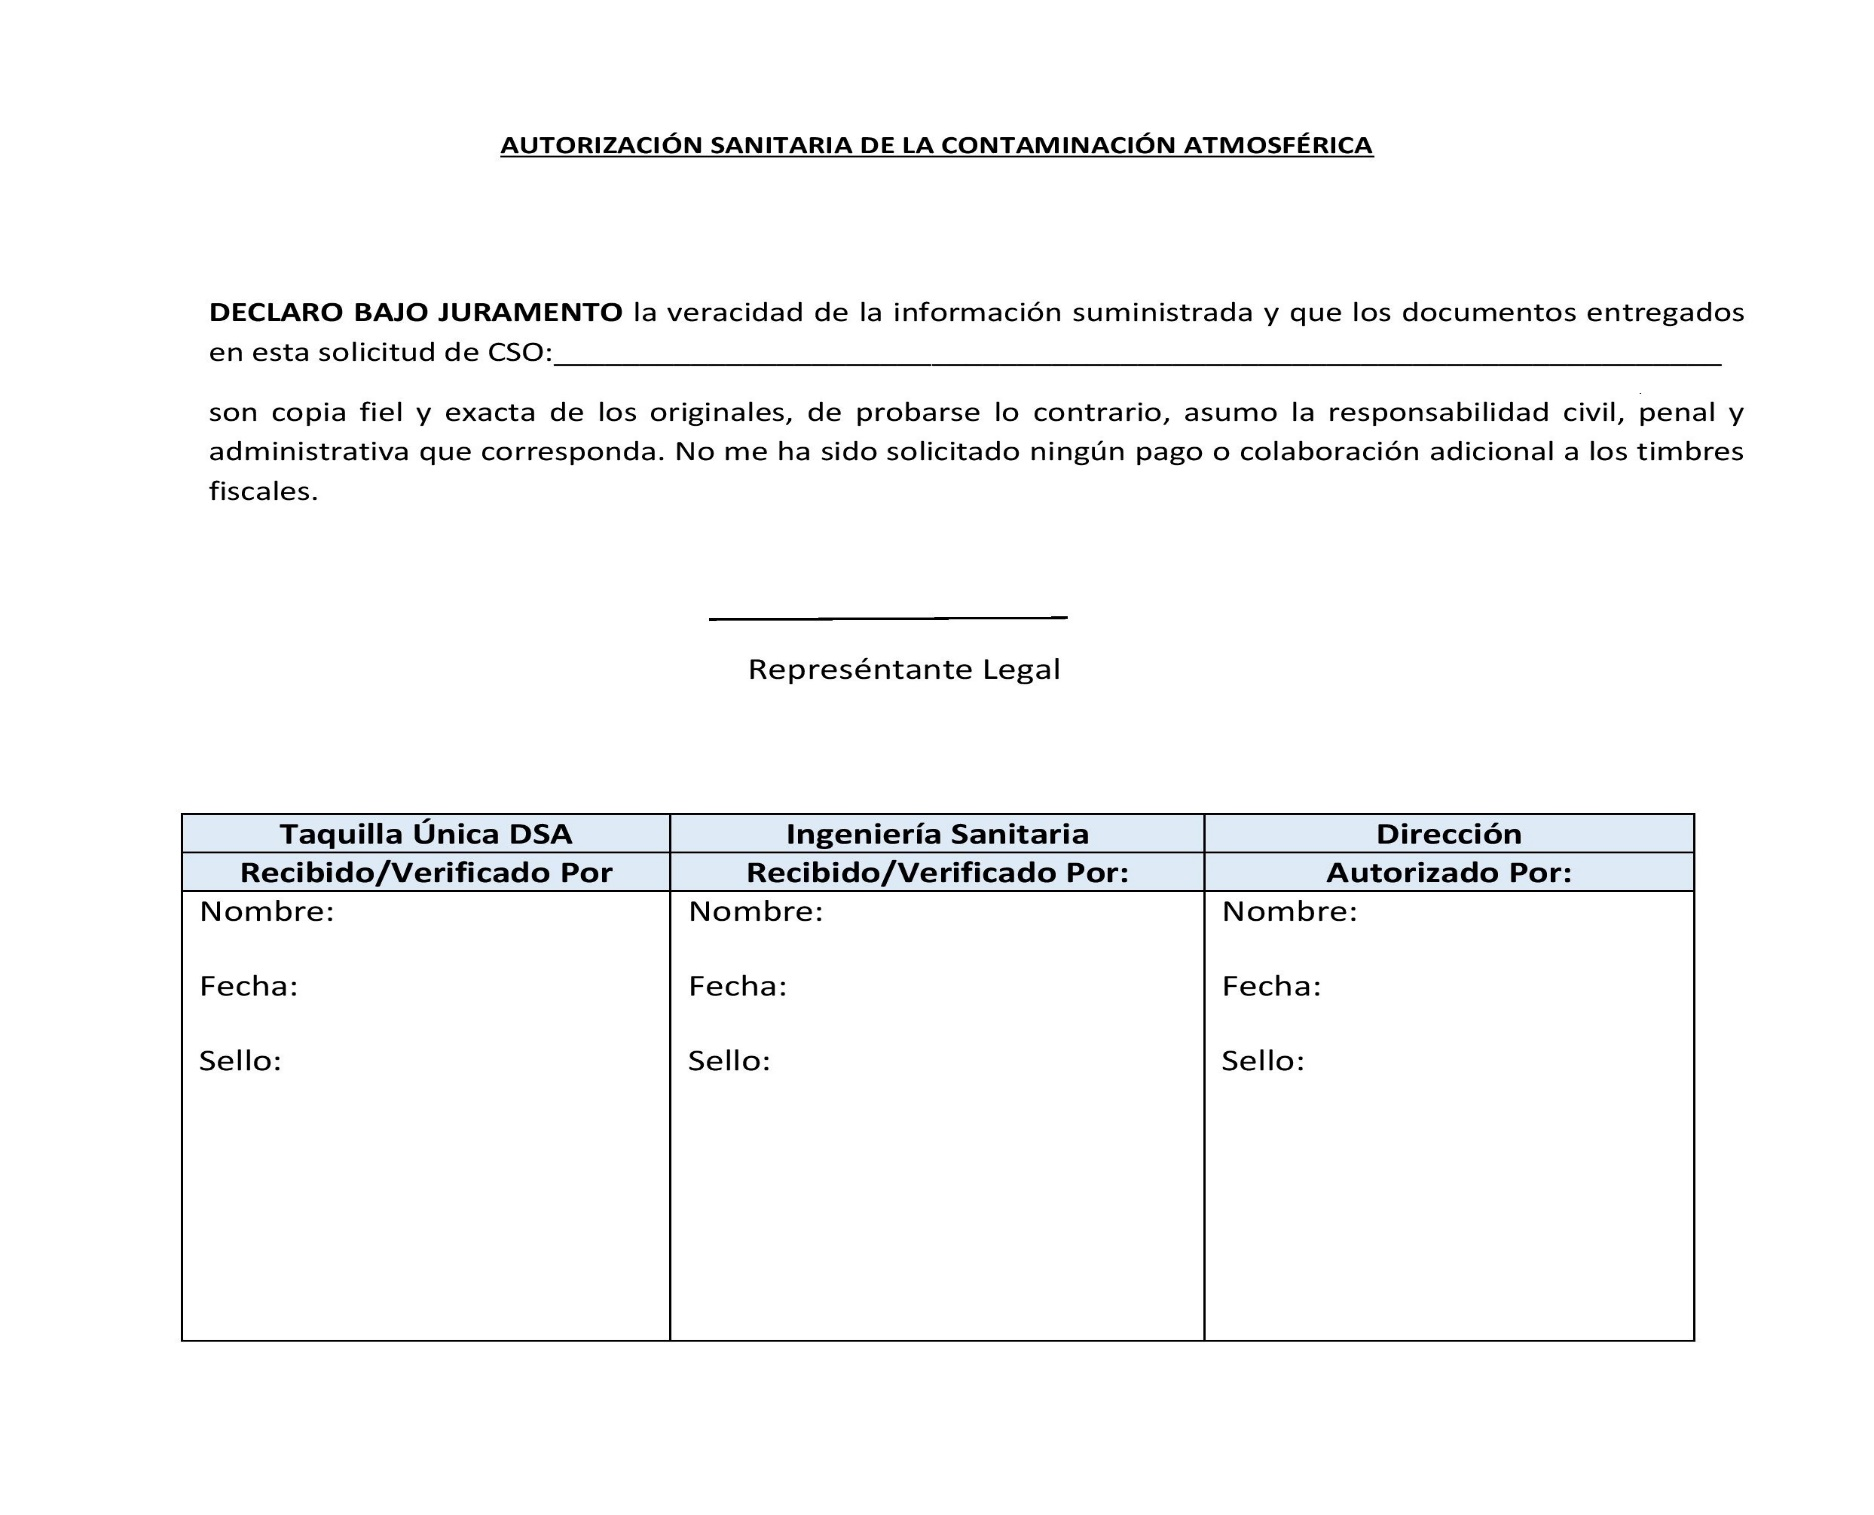 AUTORIZACIÓN SANITARIA DE LA CONTAMINACIÓN ATMOSFÉRICA
DECLARO BAJO JURAMENTO la veracidad de la información suministrada y que los documentos entregados
en esta solicitud de CSO:______________________________________________________________________
son copia fiel y exacta de los originales, de probarse lo contrario, asumo la responsabilidad civil, penal y
administrativa que corresponda. No me ha sido solicitado ningún pago o colaboración adicional a los timbres
fiscales.
Represéntante Legal
Taquilla Única DSA Ingeniería Sanitaria Dirección
Recibido/Verificado Por Recibido/Verificado Por: Autorizado Por:
Nombre: Nombre: Nombre:
Fecha: Fecha: Fecha:
Sello: Sello: Sello: